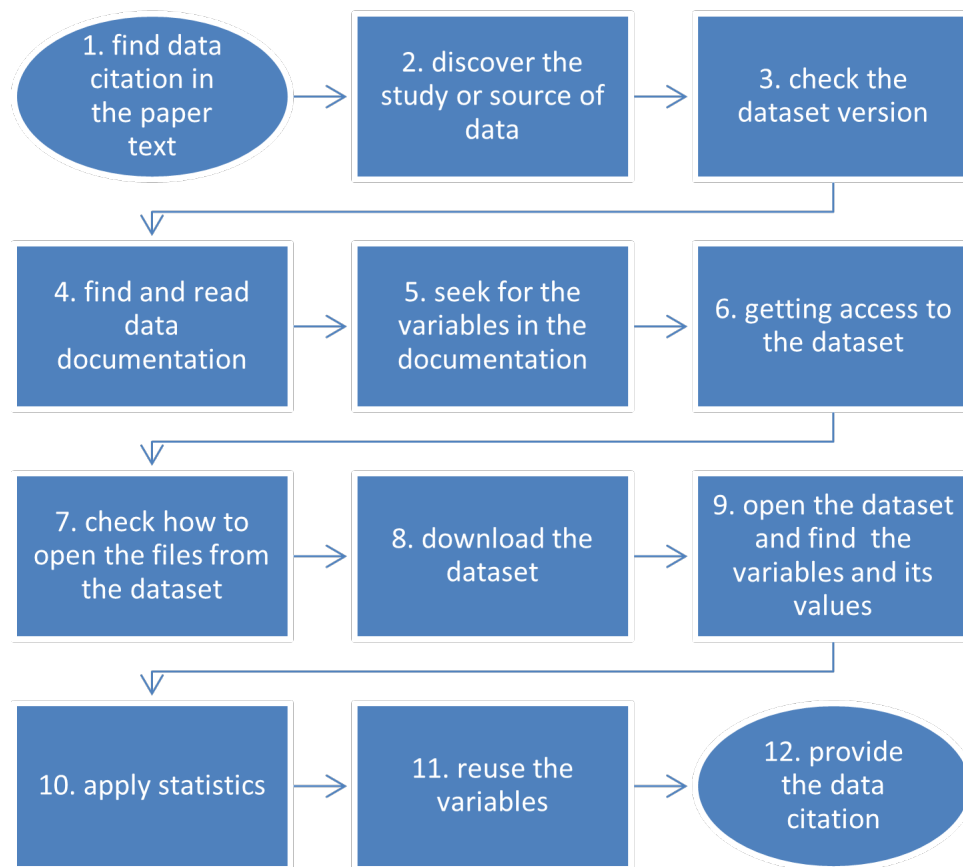 1. find data
citation in
the paper
text
2. discover the
study or source of
data
3. check the
dataset version
4. find and read
data
documentation
5. seek for the
variables in the
documentation
6. getting access to
the dataset
7. check how to
open the files from
the dataset
8. download the
dataset
9. open the dataset
and find  the
variables and its
values
10. apply statistics
11. reuse the
variables
12. provide
the data
citation